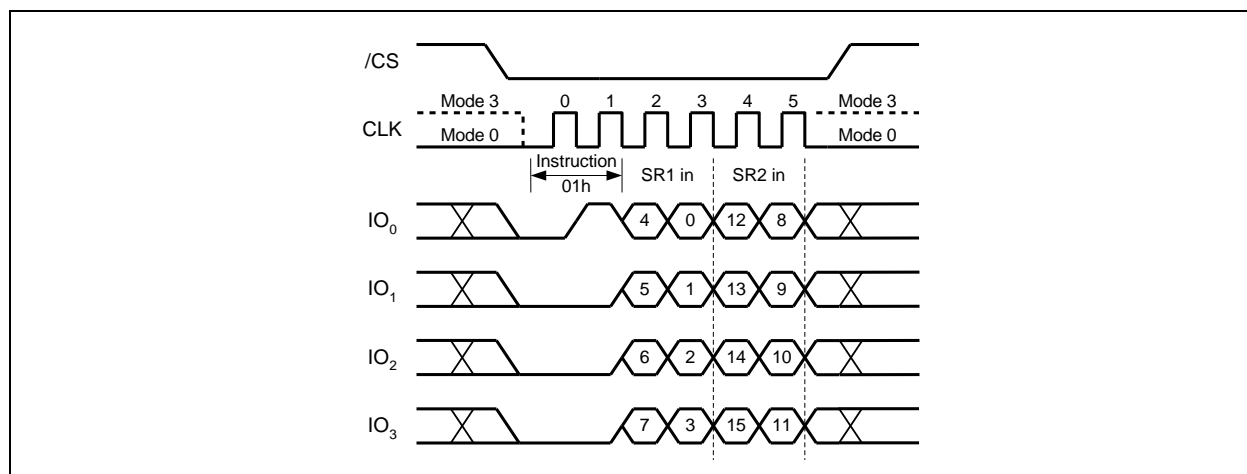 /CS
Mode 3 0 1 2 3 4 5 Mode 3
CLK Mode 0 Mode 0
Instruction
01h SR1 in SR2 in
IO0 4 0 12 8
IO1 5 1 13 9
IO2 6 2 14 10
IO3 7 3 15 11